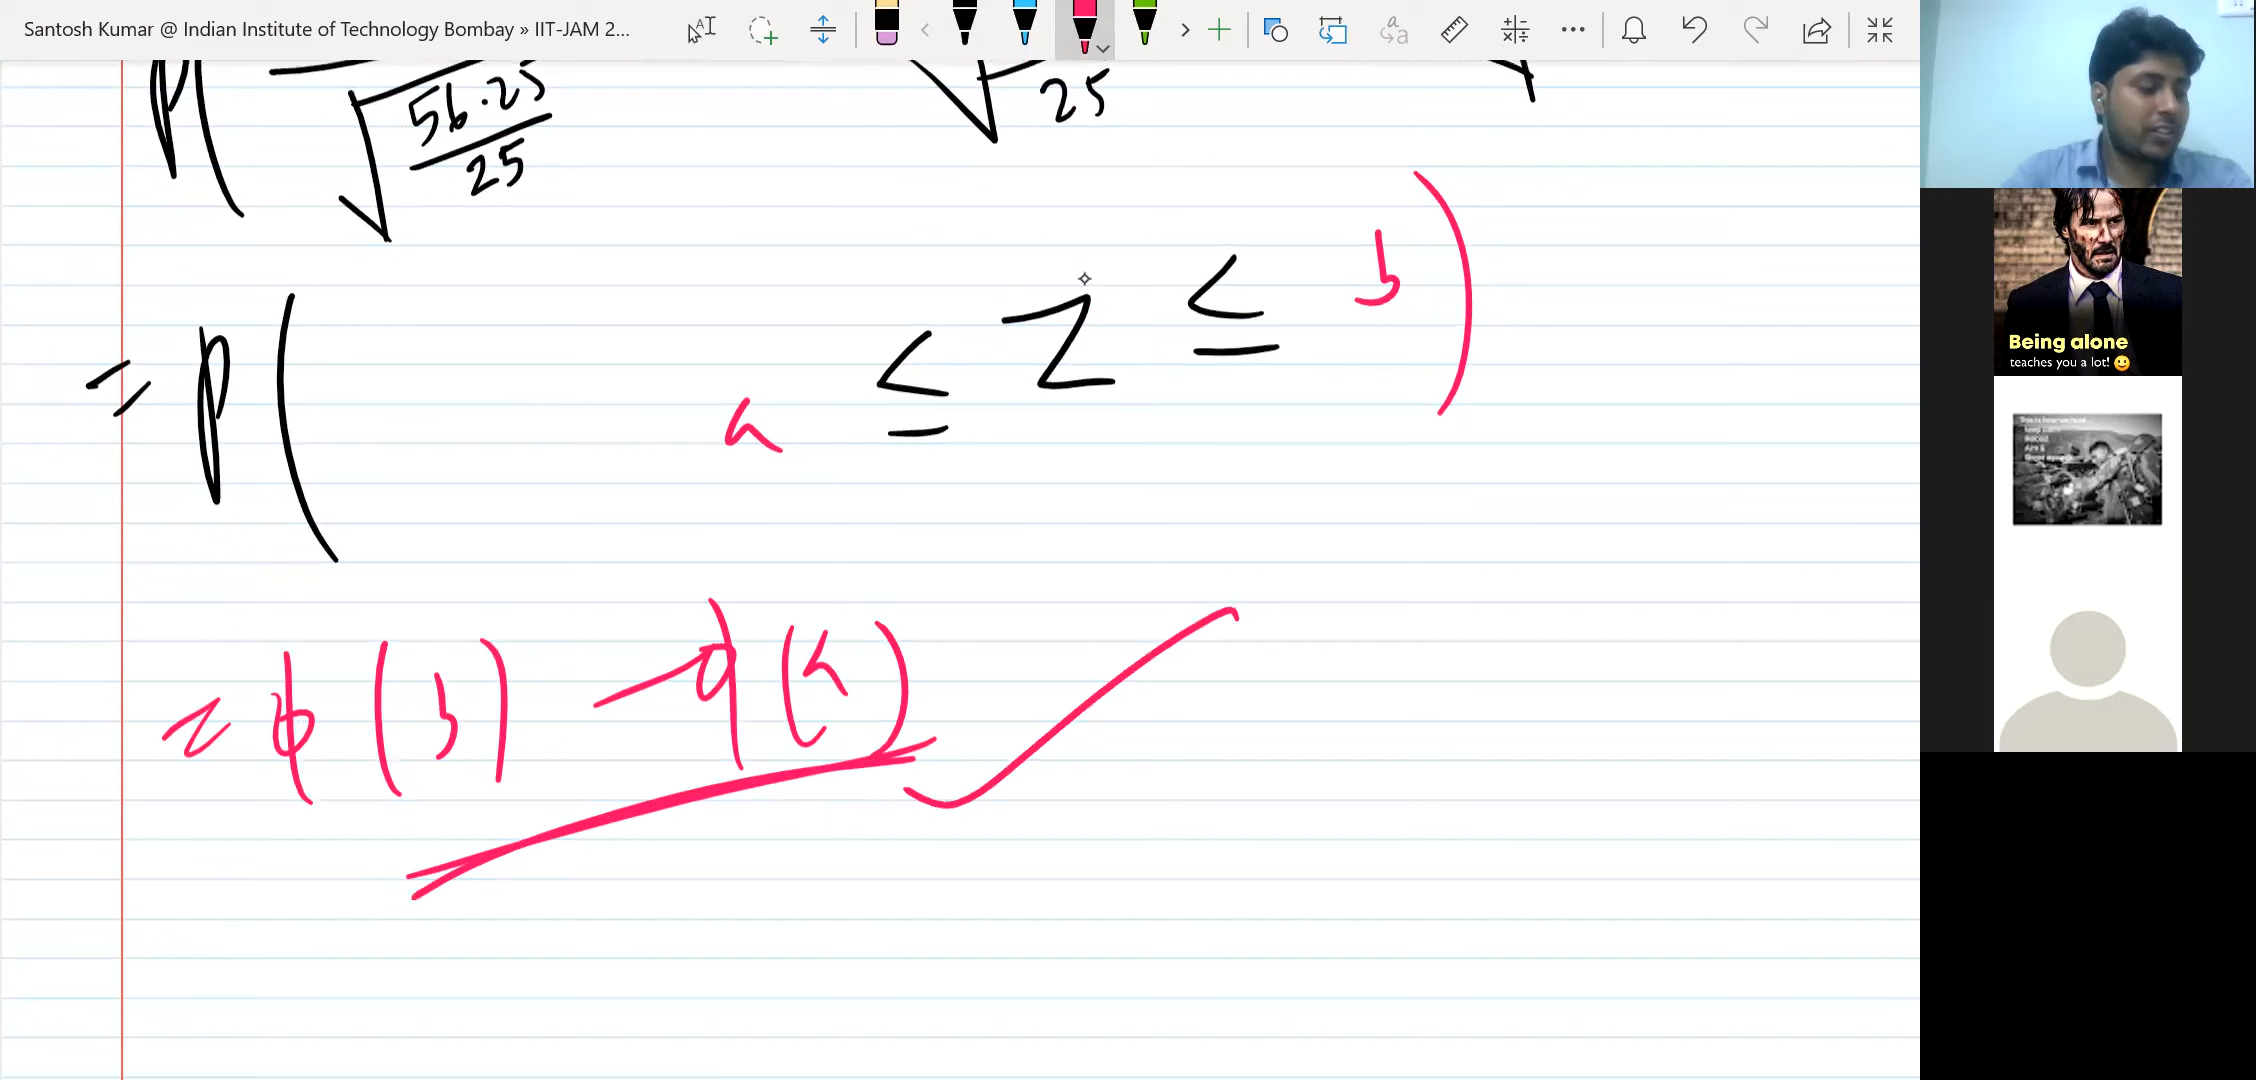 Santosh Kumar @ Indian Institute of Technology Bombay » IIT-JAM 2...
P(
√(56.25/25)
√25
= P( a ≤ Z ≤ b )
= Φ(b) - Φ(a)
Being alone
teaches you a lot! 😀